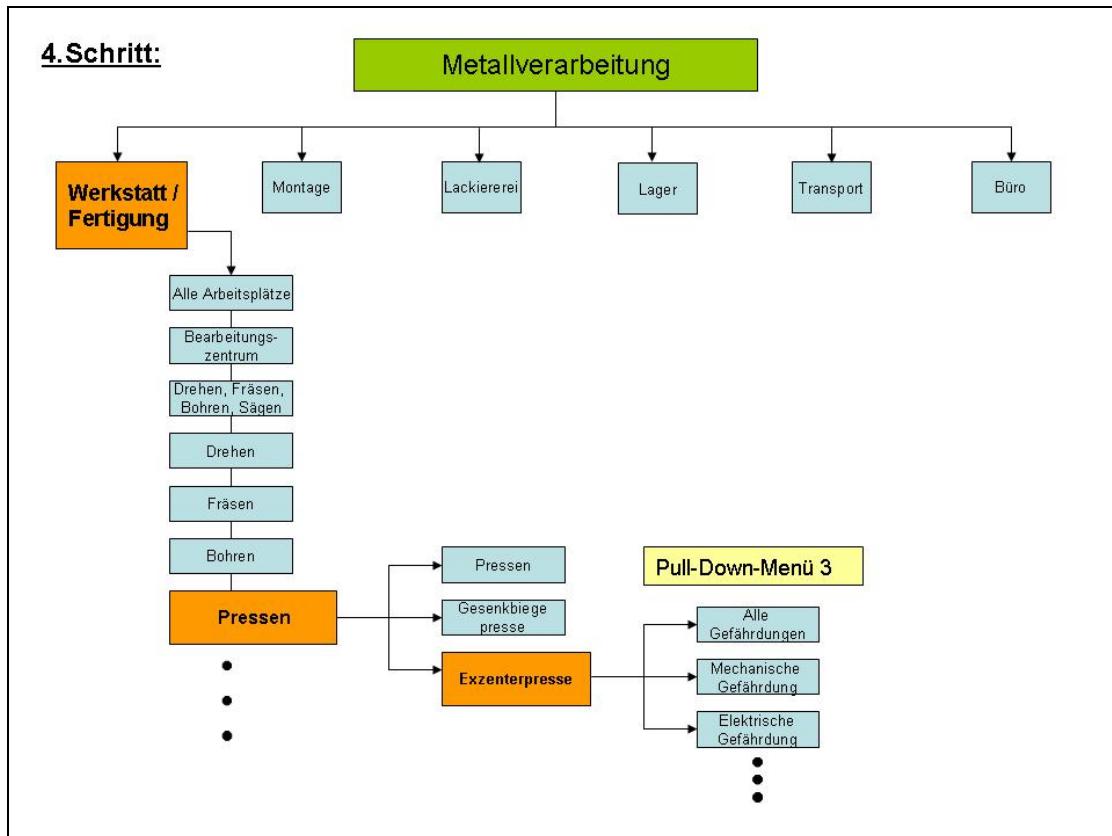 4.Schritt:
Metallverarbeitung
Werkstatt /
Fertigung
Montage
Lackiererei
Lager
Transport
Büro
Alle Arbeitsplätze
Bearbeitungs-
zentrum
Drehen, Fräsen,
Bohren, Sägen
Drehen
Fräsen
Bohren
Pressen
Pressen
Gesenkbiege
presse
Exzenterpresse
Pull-Down-Menü 3
Alle
Gefährdungen
Mechanische
Gefährdung
Elektrische
Gefährdung